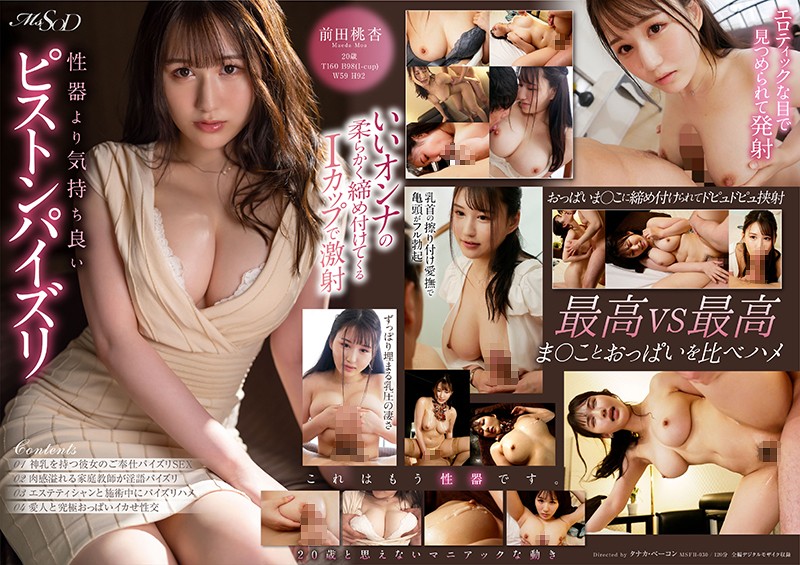 M's SOD
性器より気持ち良い
ピストンパイズリ
前田桃杏
Maeda Moa
20歳
T160 B98(I-cup)
W59 H92
いいオンナの
柔らかく締め付けてくる
Iカップで激射
エロティックな目で
見つめられて発射
乳首の擦り付け愛撫で
亀頭がフル勃起
おっぱいま◯こに締め付けられてドピュドピュ挟射
最高VS最高
ま◯ことおっぱいを比べハメ
ずっぽり埋まる乳圧の凄さ
Contents
01 神乳を持つ彼女のご奉仕パイズリSEX
02 肉感溢れる家庭教師が淫語パイズリ
03 エステティシャンと施術中にパイズリハメ
04 愛人と究極おっぱいイカせ性交
これはもう性器です。
20歳と思えないマニアックな動き
Directed by タナカ・ベーコン MSFH-038/120分 全編デジタルモザイク収録